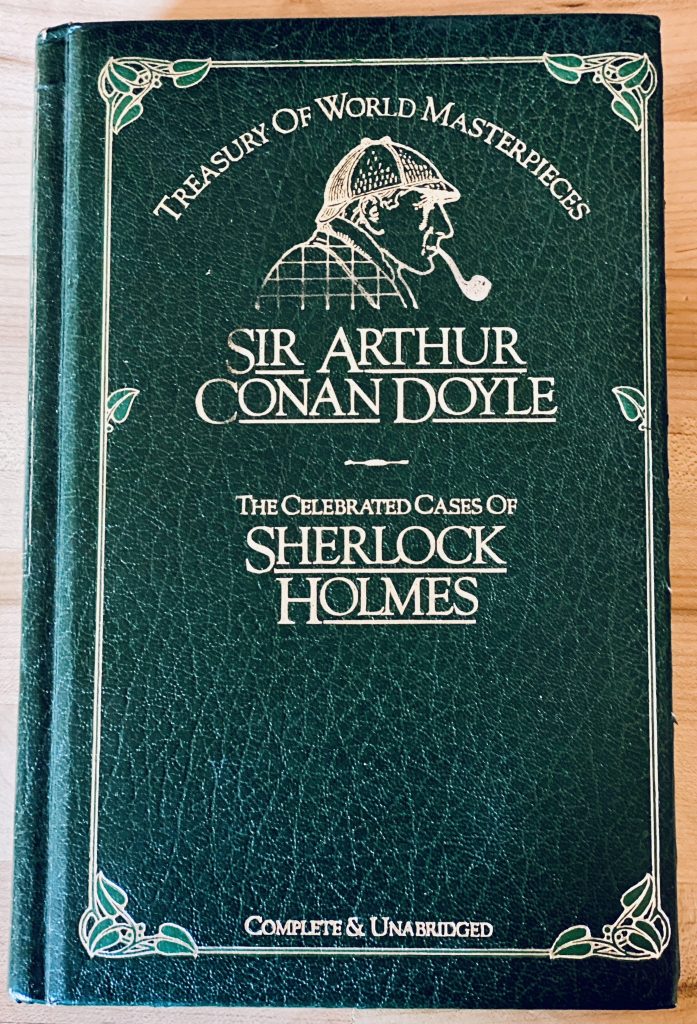 Treasury Of World Masterpieces
Sir Arthur
Conan Doyle
The Celebrated Cases Of
Sherlock
Holmes
Complete & Unabridged